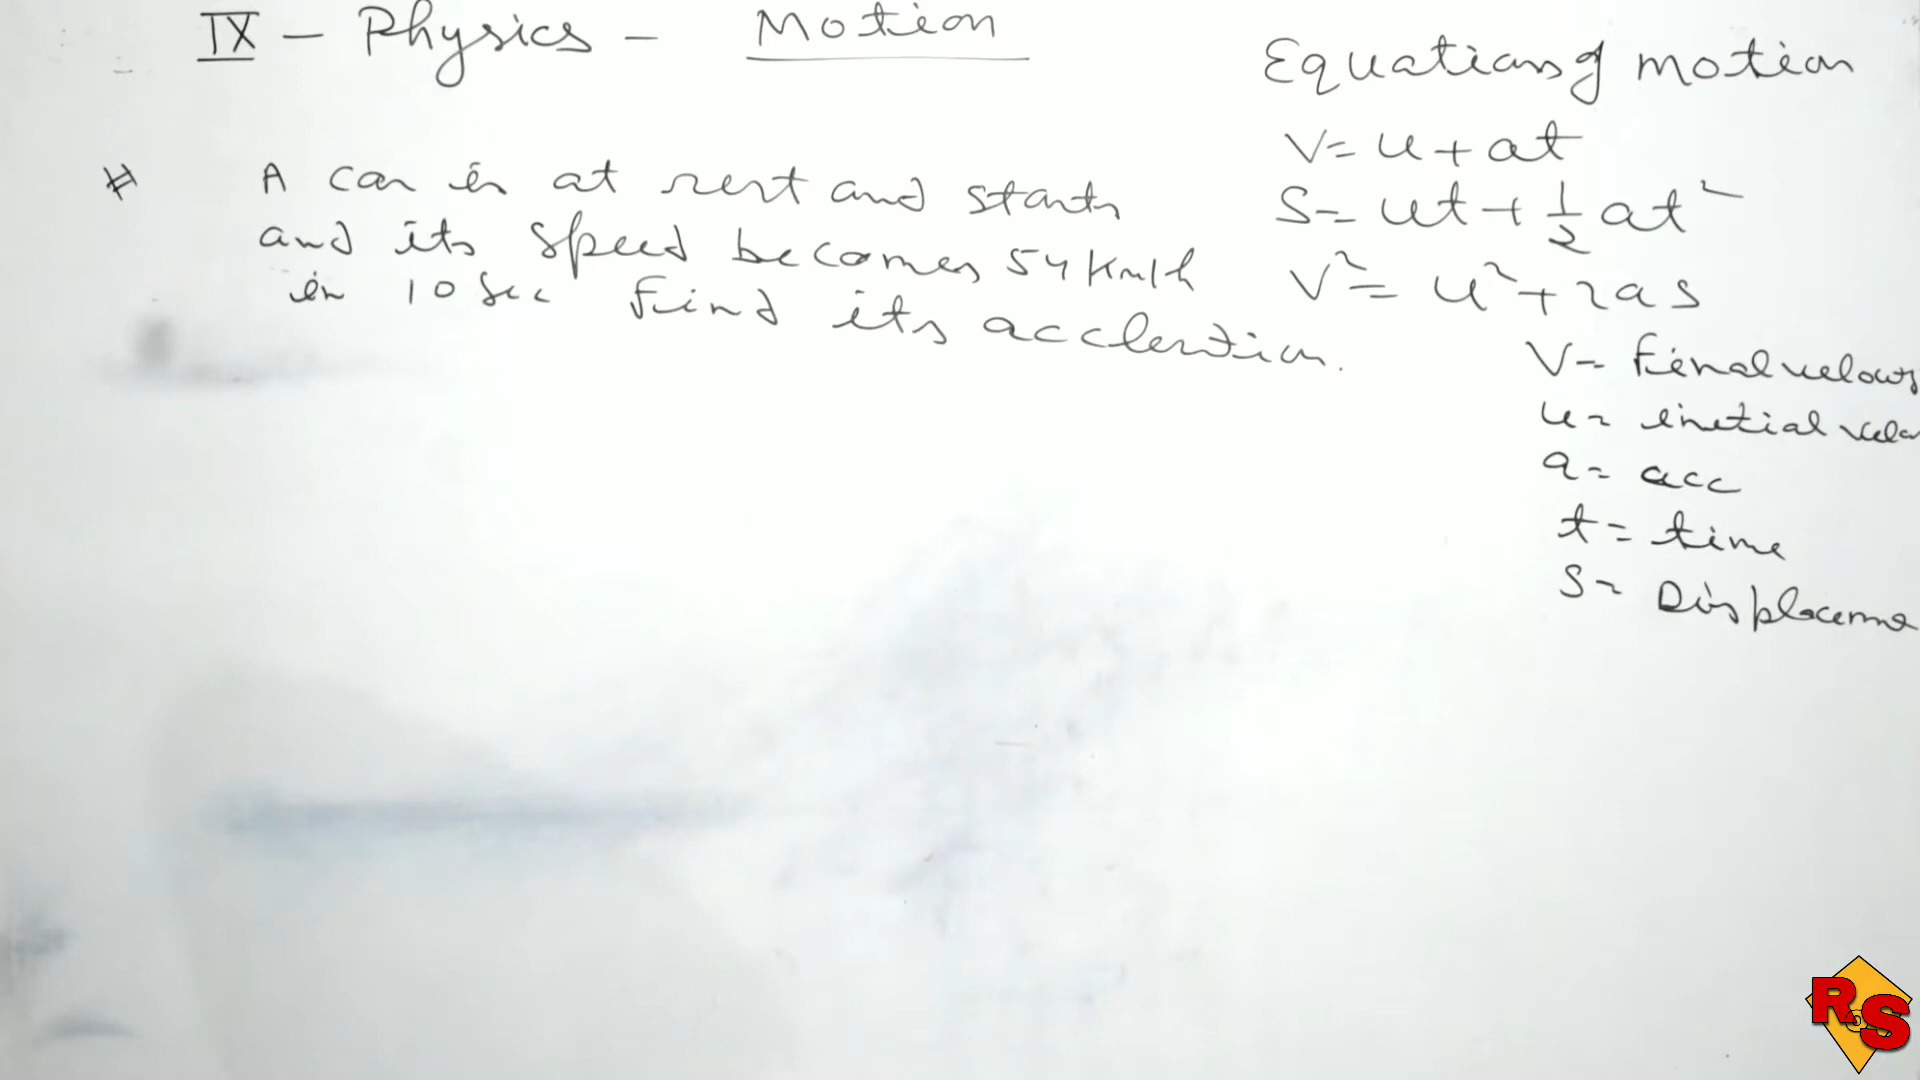 IX - Physics - Motion
Equations of motion
V = u + at
S = ut + 1/2 at²
V² = u² + 2as
V = Final velocity
u = initial velo
a = acc
t = time
S = Displaceme
# A car is at rest and starts
and its speed becomes 54 Km/h
in 10 Sec Find its accleration.
RS